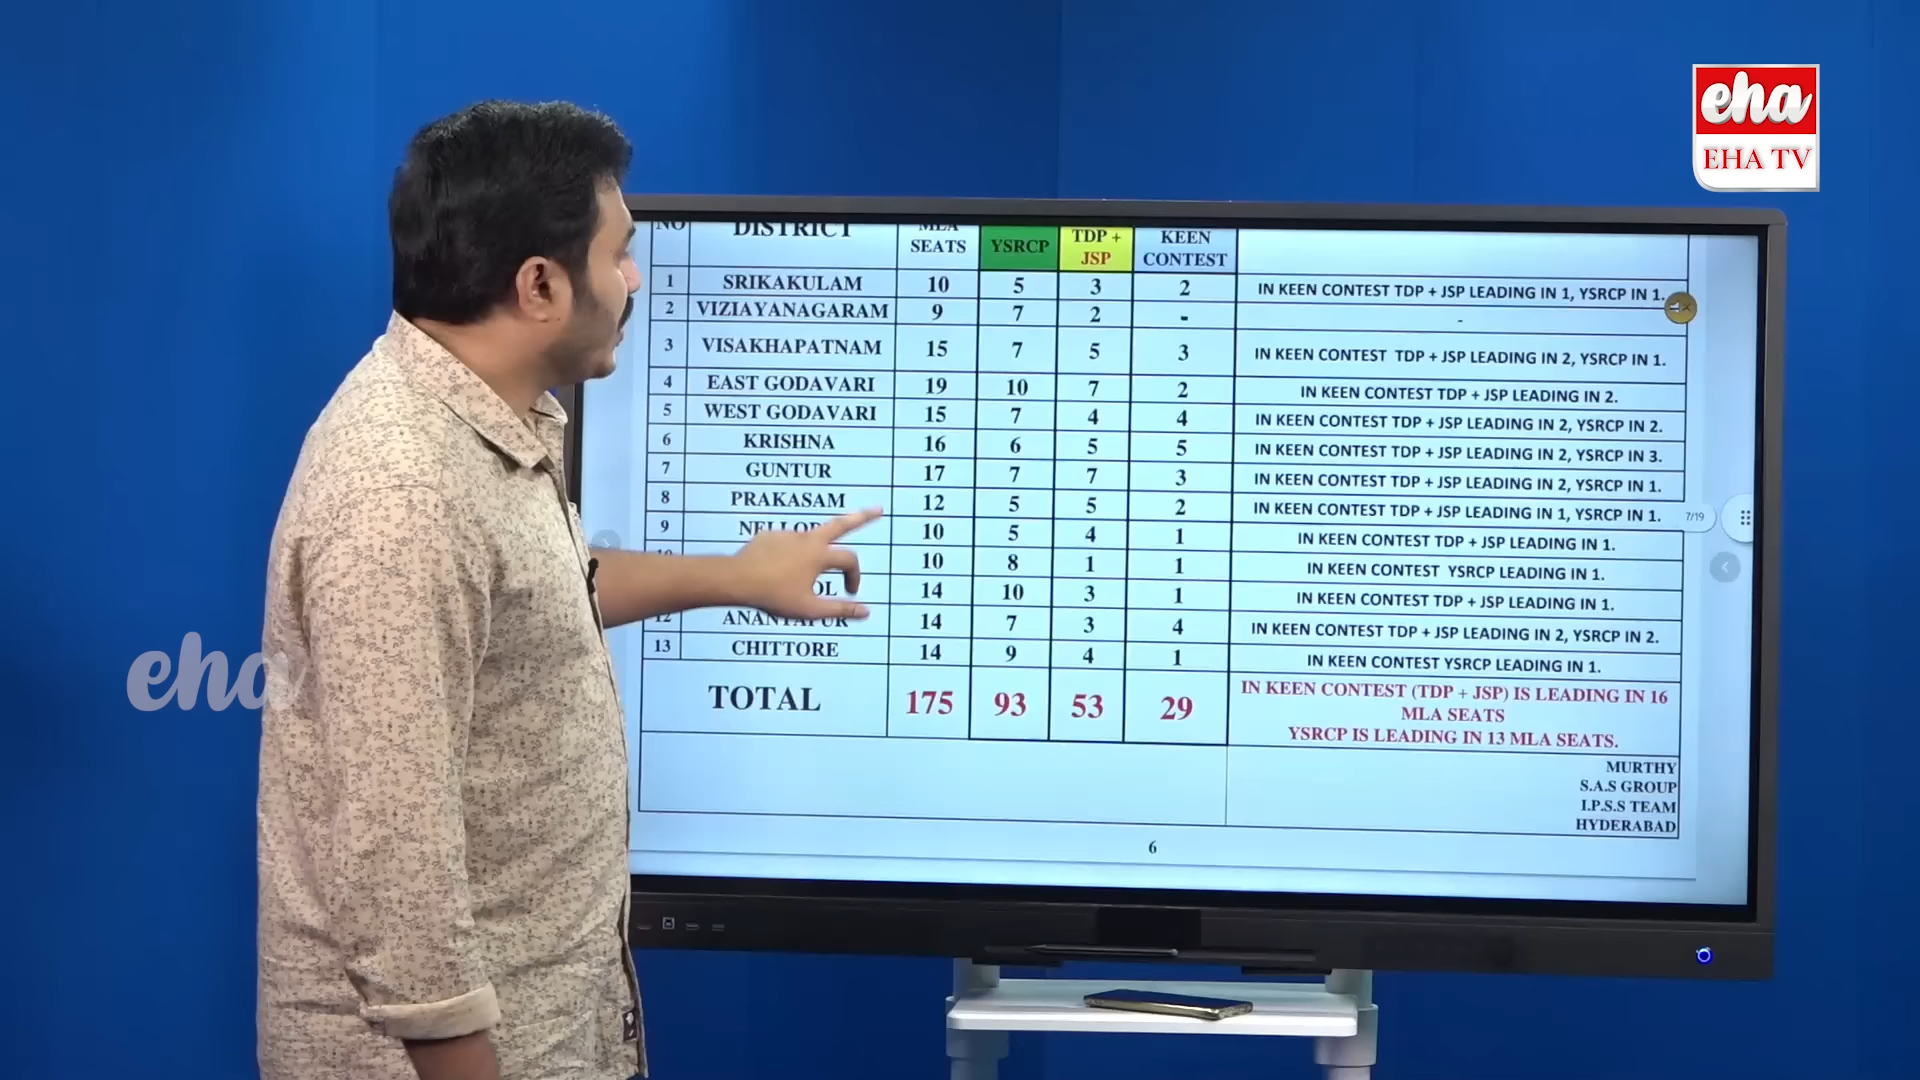 eha
EHA TV
NO DISTRICT MLA SEATS YSRCP TDP + JSP KEEN CONTEST
1 SRIKAKULAM 10 5 3 2 IN KEEN CONTEST TDP + JSP LEADING IN 1, YSRCP IN 1.
2 VIZIAYANAGARAM 9 7 2 - -
3 VISAKHAPATNAM 15 7 5 3 IN KEEN CONTEST TDP + JSP LEADING IN 2, YSRCP IN 1.
4 EAST GODAVARI 19 10 7 2 IN KEEN CONTEST TDP + JSP LEADING IN 2.
5 WEST GODAVARI 15 7 4 4 IN KEEN CONTEST TDP + JSP LEADING IN 2, YSRCP IN 2.
6 KRISHNA 16 6 5 5 IN KEEN CONTEST TDP + JSP LEADING IN 2, YSRCP IN 3.
7 GUNTUR 17 7 7 3 IN KEEN CONTEST TDP + JSP LEADING IN 2, YSRCP IN 1.
8 PRAKASAM 12 5 5 2 IN KEEN CONTEST TDP + JSP LEADING IN 1, YSRCP IN 1.
7/19
9 10 5 4 1 IN KEEN CONTEST TDP + JSP LEADING IN 1.
10 8 1 1 IN KEEN CONTEST YSRCP LEADING IN 1.
OL 14 10 3 1 IN KEEN CONTEST TDP + JSP LEADING IN 1.
12 ANANTAPUR 14 7 3 4 IN KEEN CONTEST TDP + JSP LEADING IN 2, YSRCP IN 2.
13 CHITTORE 14 9 4 1 IN KEEN CONTEST YSRCP LEADING IN 1.
TOTAL 175 93 53 29 IN KEEN CONTEST (TDP + JSP) IS LEADING IN 16
MLA SEATS
YSRCP IS LEADING IN 13 MLA SEATS.
MURTHY
S.A.S GROUP
I.P.S.S TEAM
HYDERABAD
6
eha